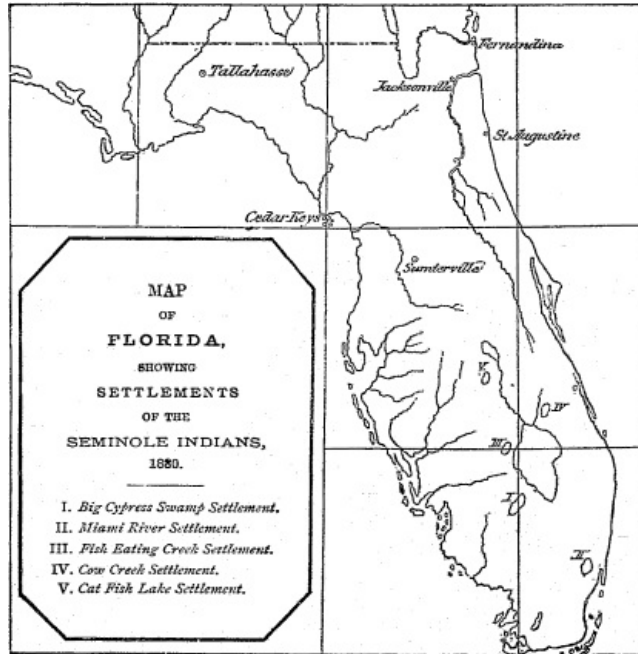 Fernandina
Tallahasse
Jacksonville
St Augustine
Cedar Keys
Sumterville
MAP
OF
FLORIDA,
SHOWING
SETTLEMENTS
OF THE
SEMINOLE INDIANS,
1880.
I. Big Cypress Swamp Settlement.
II. Miami River Settlement.
III. Fish Eating Creek Settlement.
IV. Cow Creek Settlement.
V. Cat Fish Lake Settlement.
V
IV
III
I
II